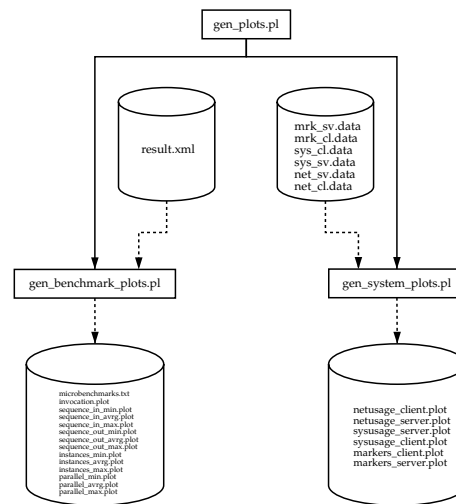 gen_plots.pl
result.xml
mrk_sv.data
mrk_cl.data
sys_cl.data
sys_sv.data
net_sv.data
net_cl.data
gen_benchmark_plots.pl
gen_system_plots.pl
microbenchmarks.txt
invocation.plot
sequence_in_min.plot
sequence_in_avrg.plot
sequence_in_max.plot
sequence_out_min.plot
sequence_out_avrg.plot
sequence_out_max.plot
instances_min.plot
instances_avrg.plot
instances_max.plot
parallel_min.plot
parallel_avrg.plot
parallel_max.plot
netusage_client.plot
netusage_server.plot
sysusage_server.plot
sysusage_client.plot
markers_client.plot
markers_server.plot